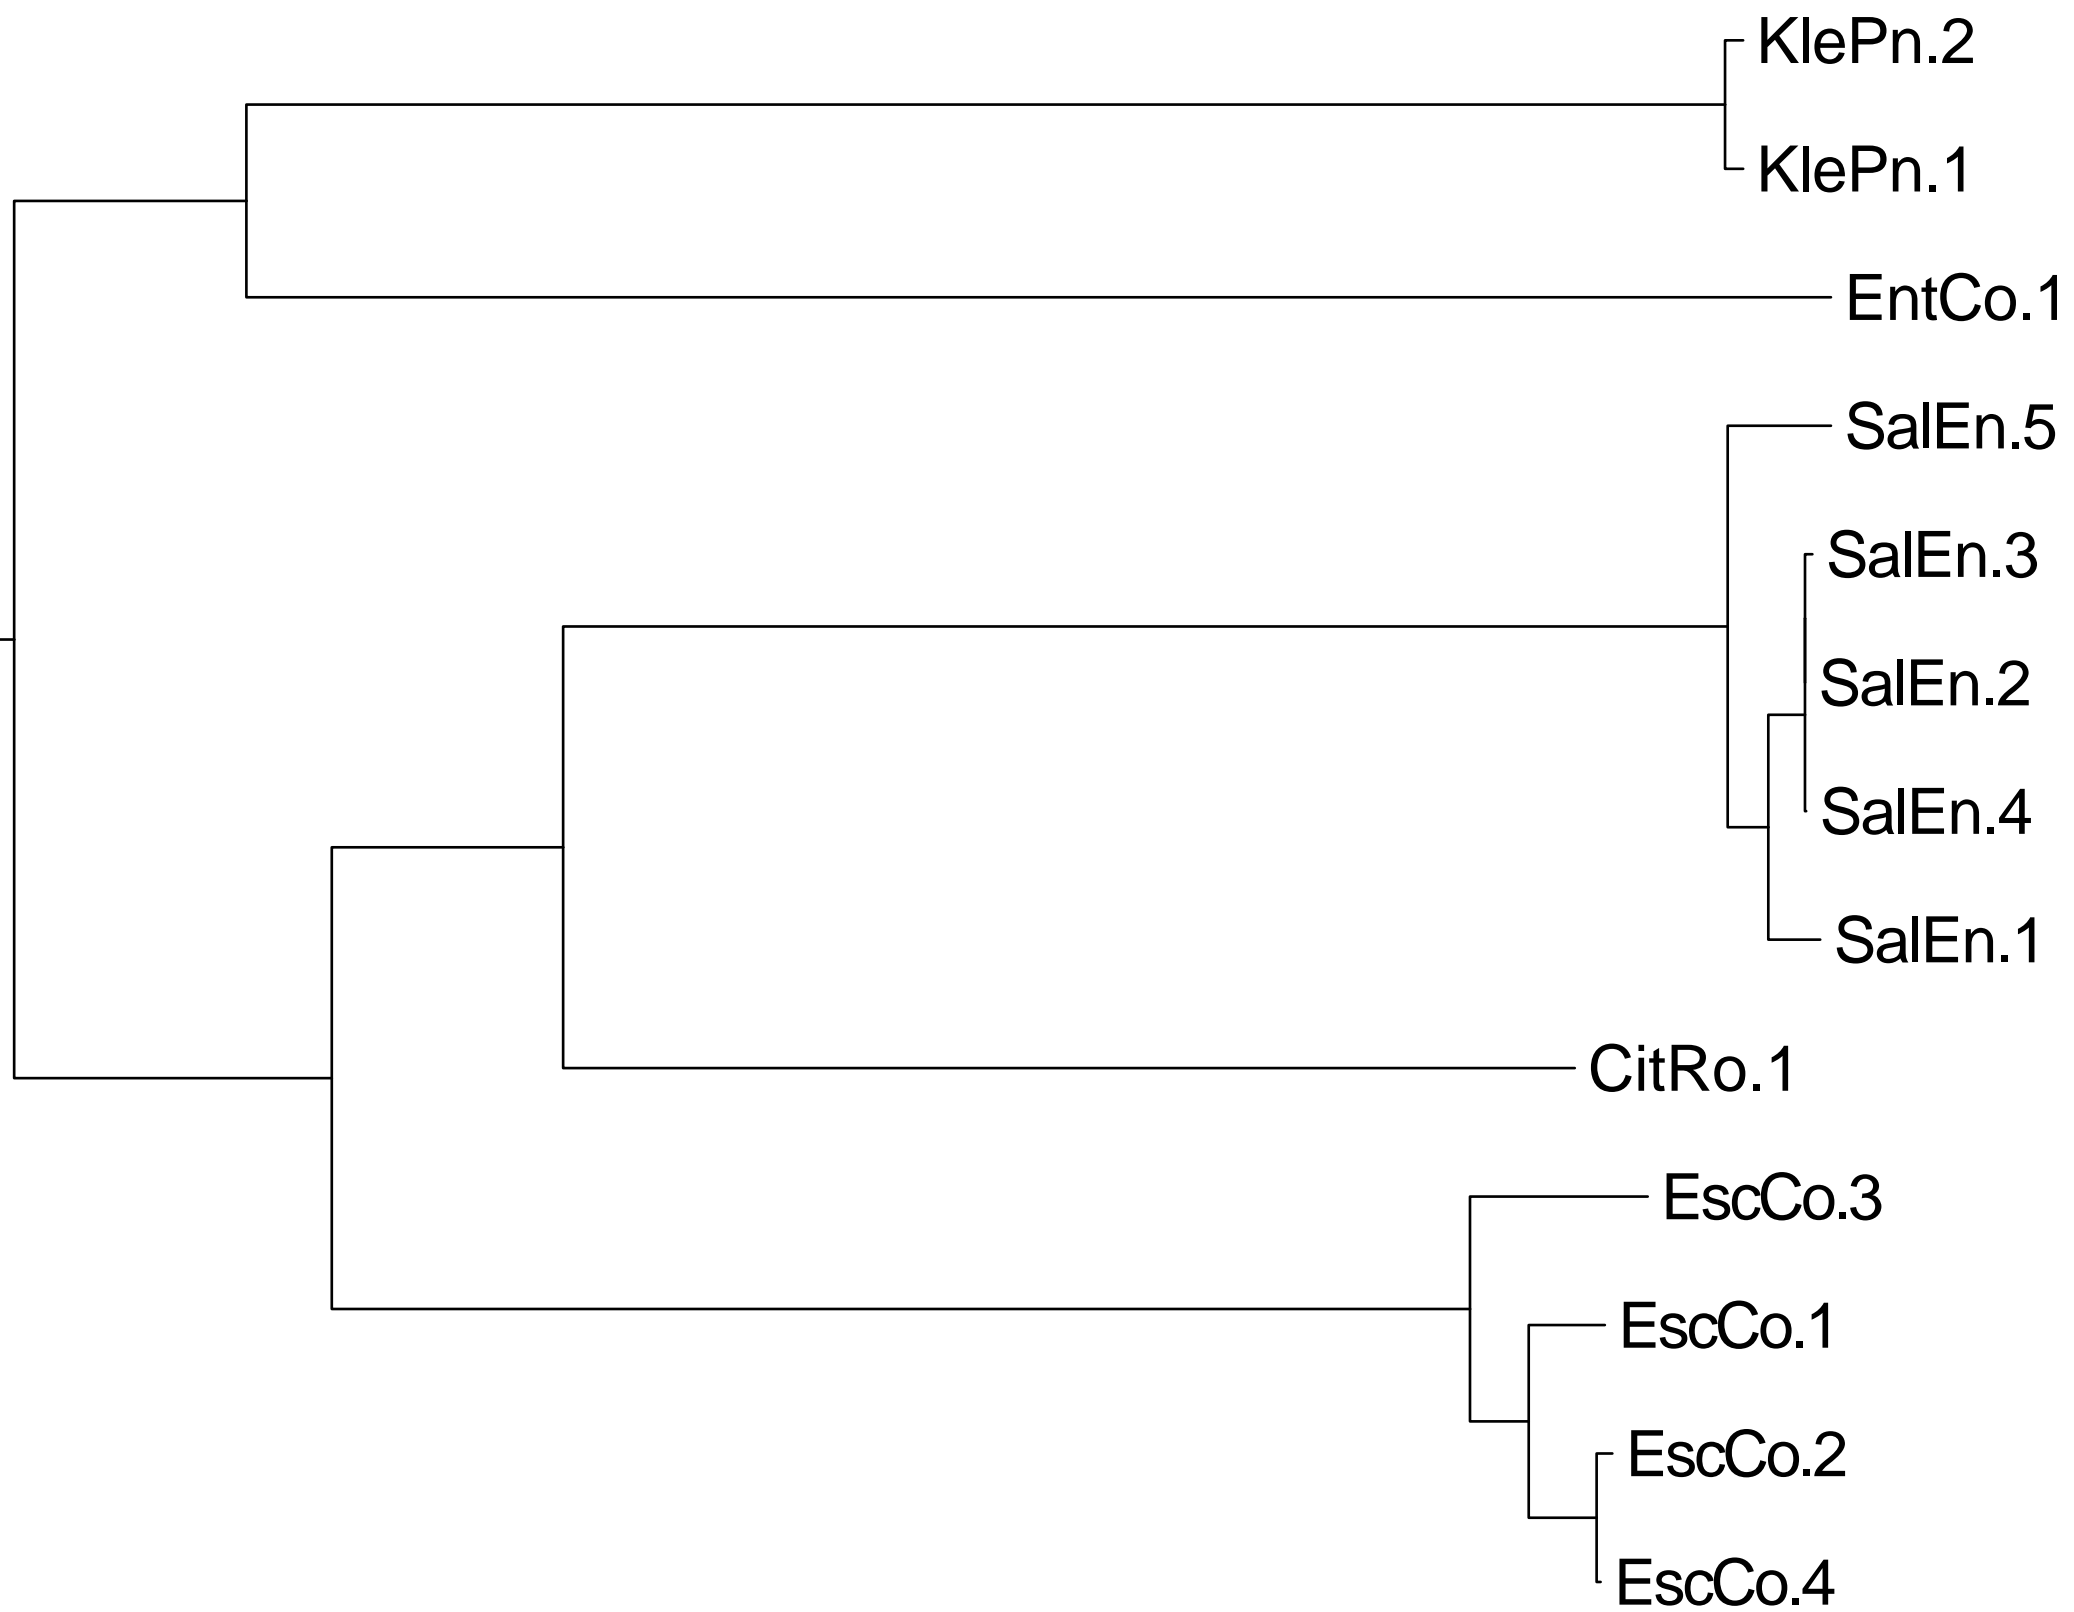 KlePn.2
KlePn.1
EntCo.1
SalEn.5
SalEn.3
SalEn.2
SalEn.4
SalEn.1
CitRo.1
EscCo.3
EscCo.1
EscCo.2
EscCo.4